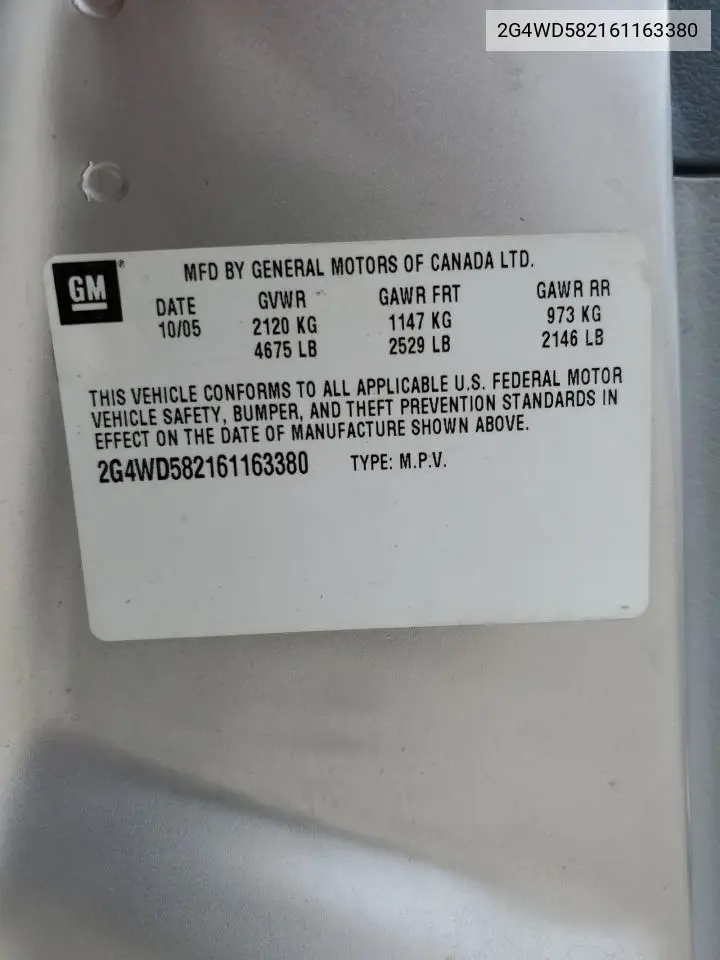 2G4WD582161163380
GM
MFD BY GENERAL MOTORS OF CANADA LTD.
DATE GVWR GAWR FRT GAWR RR
10/05 2120 KG 1147 KG 973 KG
4675 LB 2529 LB 2146 LB
THIS VEHICLE CONFORMS TO ALL APPLICABLE U.S. FEDERAL MOTOR
VEHICLE SAFETY, BUMPER, AND THEFT PREVENTION STANDARDS IN
EFFECT ON THE DATE OF MANUFACTURE SHOWN ABOVE.
2G4WD582161163380 TYPE: M.P.V.